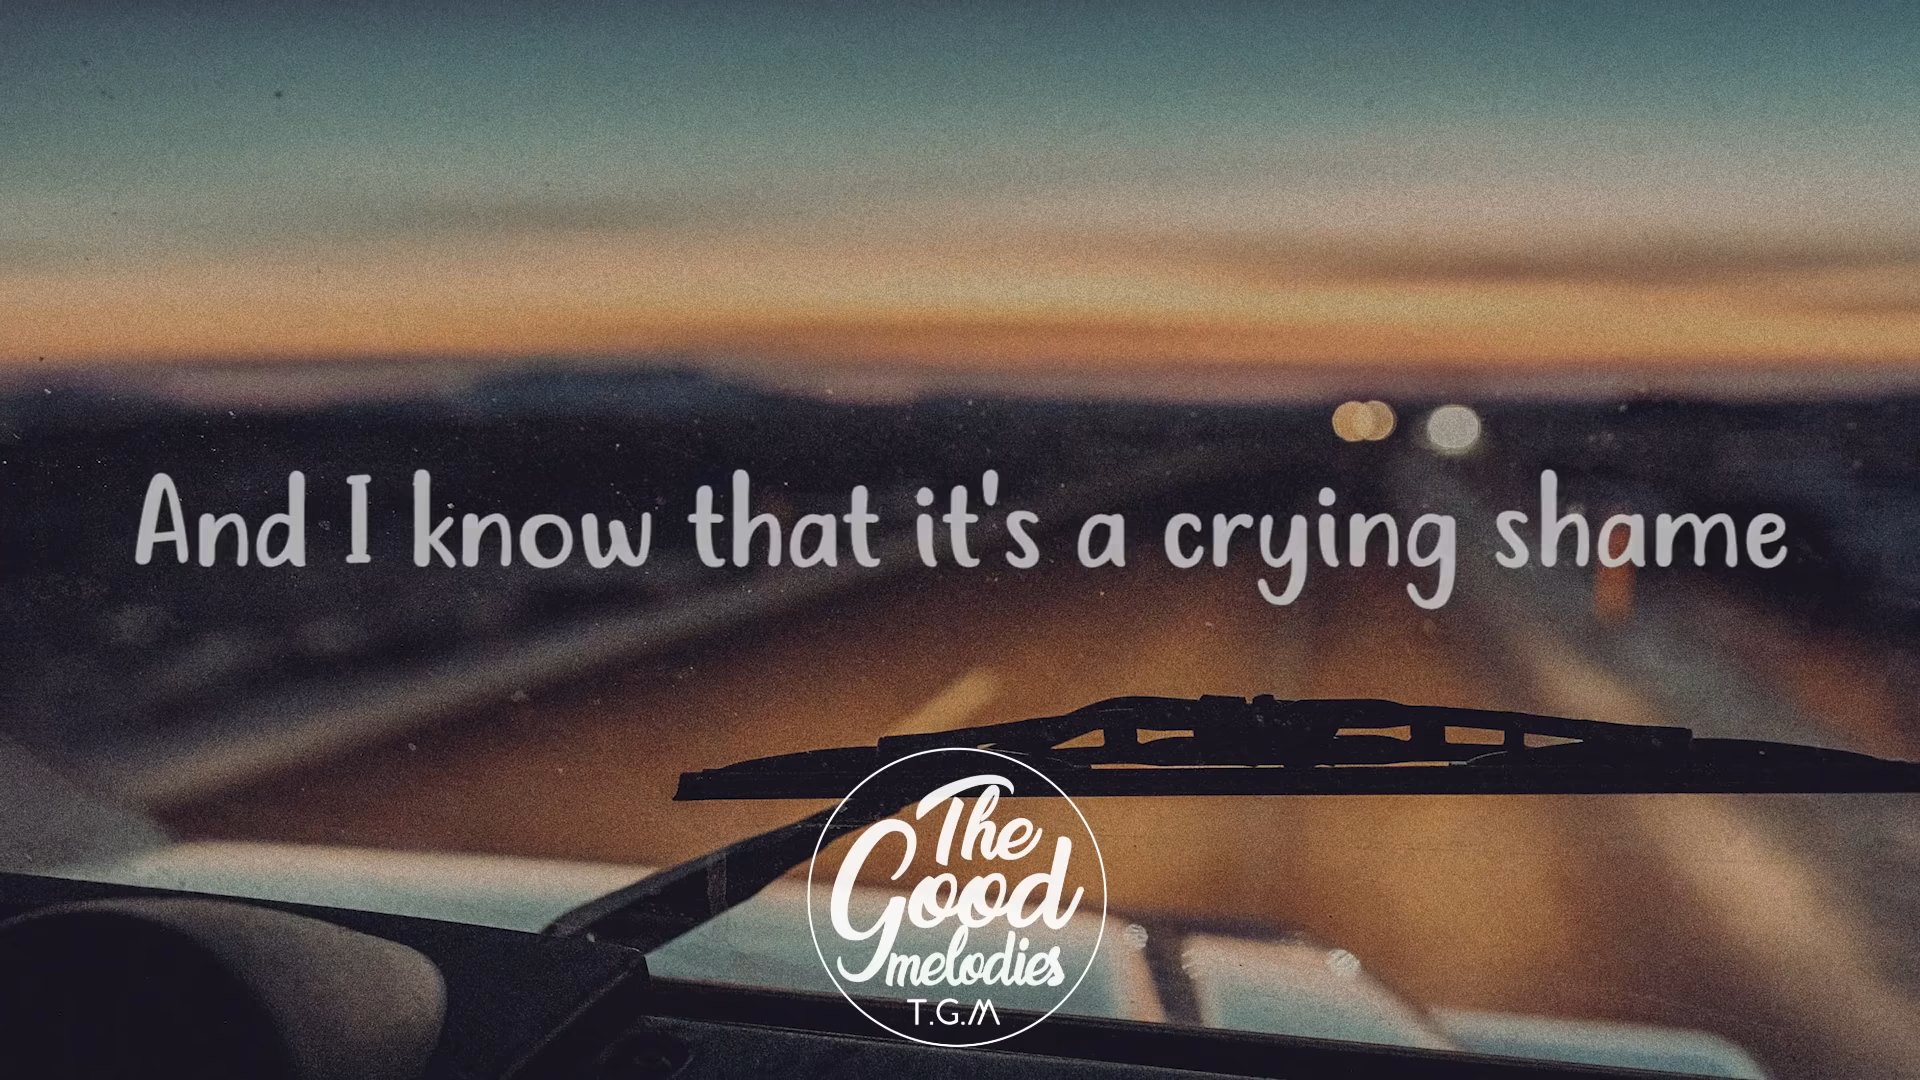 And I know that it's a crying shame
The
Good
melodies
T.G.M